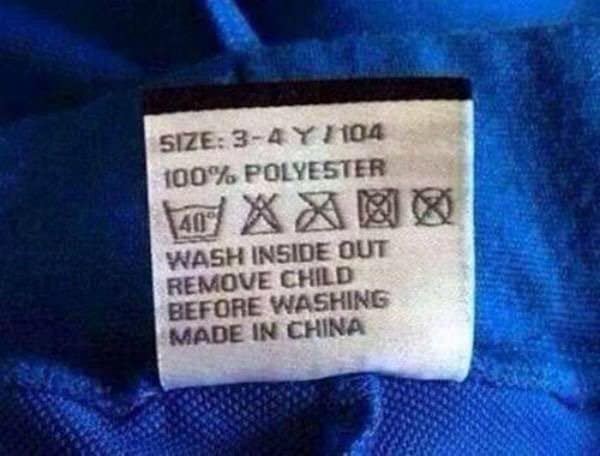 SIZE: 3-4 Y / 104
100% POLYESTER
40°
WASH INSIDE OUT
REMOVE CHILD
BEFORE WASHING
MADE IN CHINA